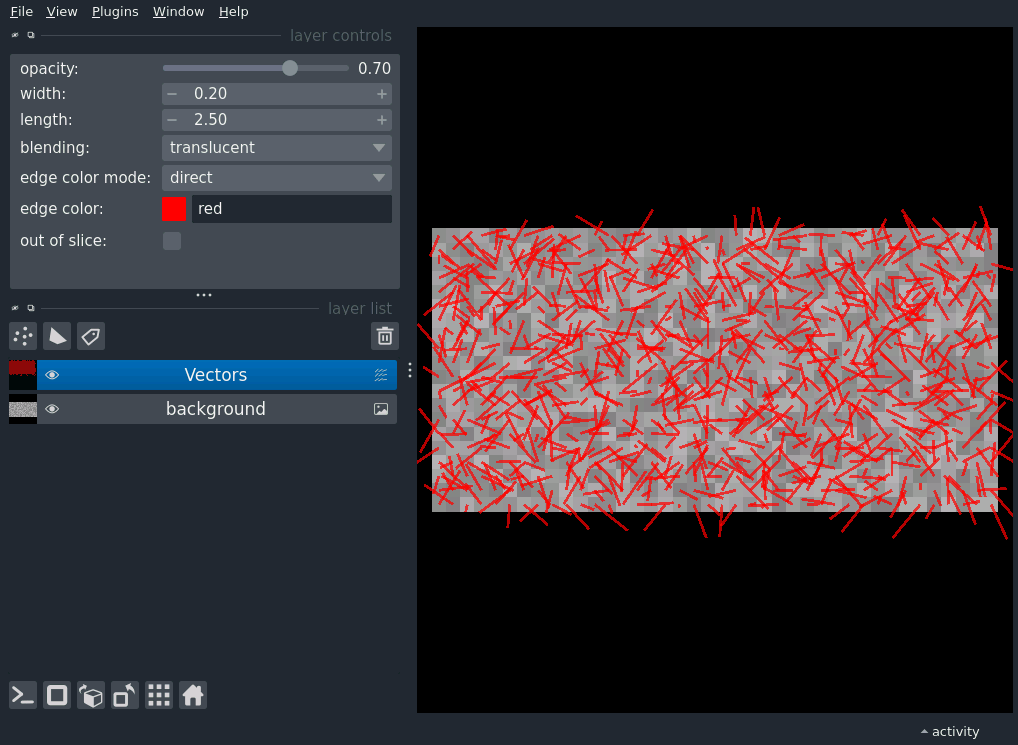 File View Plugins Window Help
layer controls
opacity: 0.70
width: 0.20
length: 2.50
blending: translucent
edge color mode: direct
edge color: red
out of slice:
layer list
Vectors
background
activity